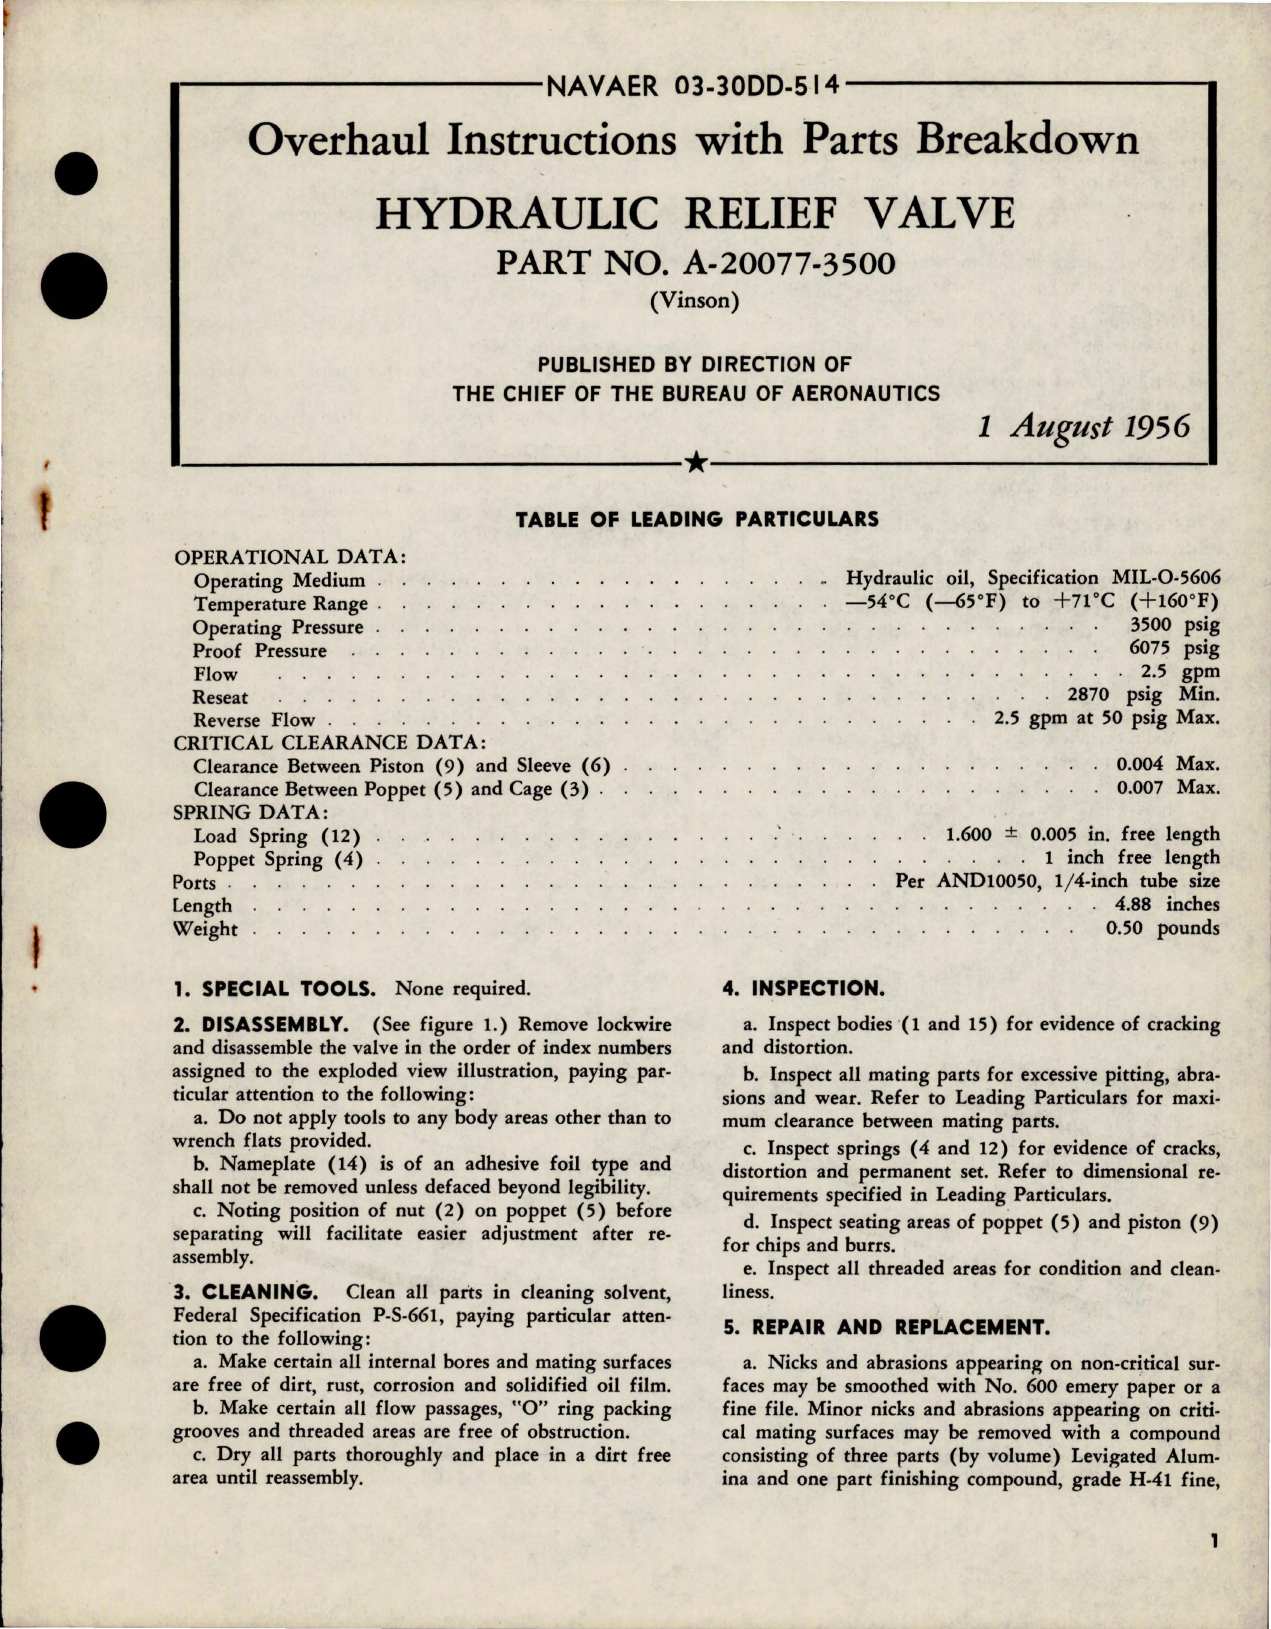 NAVAER 03-30DD-514
Overhaul Instructions with Parts Breakdown
HYDRAULIC RELIEF VALVE
PART NO. A-20077-3500
(Vinson)
PUBLISHED BY DIRECTION OF
THE CHIEF OF THE BUREAU OF AERONAUTICS
1 August 1956
TABLE OF LEADING PARTICULARS
OPERATIONAL DATA:
Operating Medium . . . . . . . . . . . . . . . . . . . Hydraulic oil, Specification MIL-O-5606
Temperature Range . . . . . . . . . . . . . . . . . . . —54°C (—65°F) to +71°C (+160°F)
Operating Pressure . . . . . . . . . . . . . . . . . . . . . . . . . . . . . . 3500 psig
Proof Pressure . . . . . . . . . . . . . . . . . . . . . . . . . . . . . . . 6075 psig
Flow . . . . . . . . . . . . . . . . . . . . . . . . . . . . . . . . . . . 2.5 gpm
Reseat . . . . . . . . . . . . . . . . . . . . . . . . . . . . . . . . 2870 psig Min.
Reverse Flow . . . . . . . . . . . . . . . . . . . . . . . . . . . 2.5 gpm at 50 psig Max.
CRITICAL CLEARANCE DATA:
Clearance Between Piston (9) and Sleeve (6) . . . . . . . . . . . . . . . . . . . . 0.004 Max.
Clearance Between Poppet (5) and Cage (3) . . . . . . . . . . . . . . . . . . . . . 0.007 Max.
SPRING DATA:
Load Spring (12) . . . . . . . . . . . . . . . . . . . . . . . 1.600 ± 0.005 in. free length
Poppet Spring (4) . . . . . . . . . . . . . . . . . . . . . . . . . . . 1 inch free length
Ports . . . . . . . . . . . . . . . . . . . . . . . . . . . Per AND10050, 1/4-inch tube size
Length . . . . . . . . . . . . . . . . . . . . . . . . . . . . . . . . . . . 4.88 inches
Weight . . . . . . . . . . . . . . . . . . . . . . . . . . . . . . . . . . 0.50 pounds
1. SPECIAL TOOLS. None required.
2. DISASSEMBLY. (See figure 1.) Remove lockwire
and disassemble the valve in the order of index numbers
assigned to the exploded view illustration, paying par-
ticular attention to the following:
a. Do not apply tools to any body areas other than to
wrench flats provided.
b. Nameplate (14) is of an adhesive foil type and
shall not be removed unless defaced beyond legibility.
c. Noting position of nut (2) on poppet (5) before
separating will facilitate easier adjustment after re-
assembly.
3. CLEANING. Clean all parts in cleaning solvent,
Federal Specification P-S-661, paying particular atten-
tion to the following:
a. Make certain all internal bores and mating surfaces
are free of dirt, rust, corrosion and solidified oil film.
b. Make certain all flow passages, "O" ring packing
grooves and threaded areas are free of obstruction.
c. Dry all parts thoroughly and place in a dirt free
area until reassembly.
4. INSPECTION.
a. Inspect bodies (1 and 15) for evidence of cracking
and distortion.
b. Inspect all mating parts for excessive pitting, abra-
sions and wear. Refer to Leading Particulars for maxi-
mum clearance between mating parts.
c. Inspect springs (4 and 12) for evidence of cracks,
distortion and permanent set. Refer to dimensional re-
quirements specified in Leading Particulars.
d. Inspect seating areas of poppet (5) and piston (9)
for chips and burrs.
e. Inspect all threaded areas for condition and clean-
liness.
5. REPAIR AND REPLACEMENT.
a. Nicks and abrasions appearing on non-critical sur-
faces may be smoothed with No. 600 emery paper or a
fine file. Minor nicks and abrasions appearing on criti-
cal mating surfaces may be removed with a compound
consisting of three parts (by volume) Levigated Alum-
ina and one part finishing compound, grade H-41 fine,
1